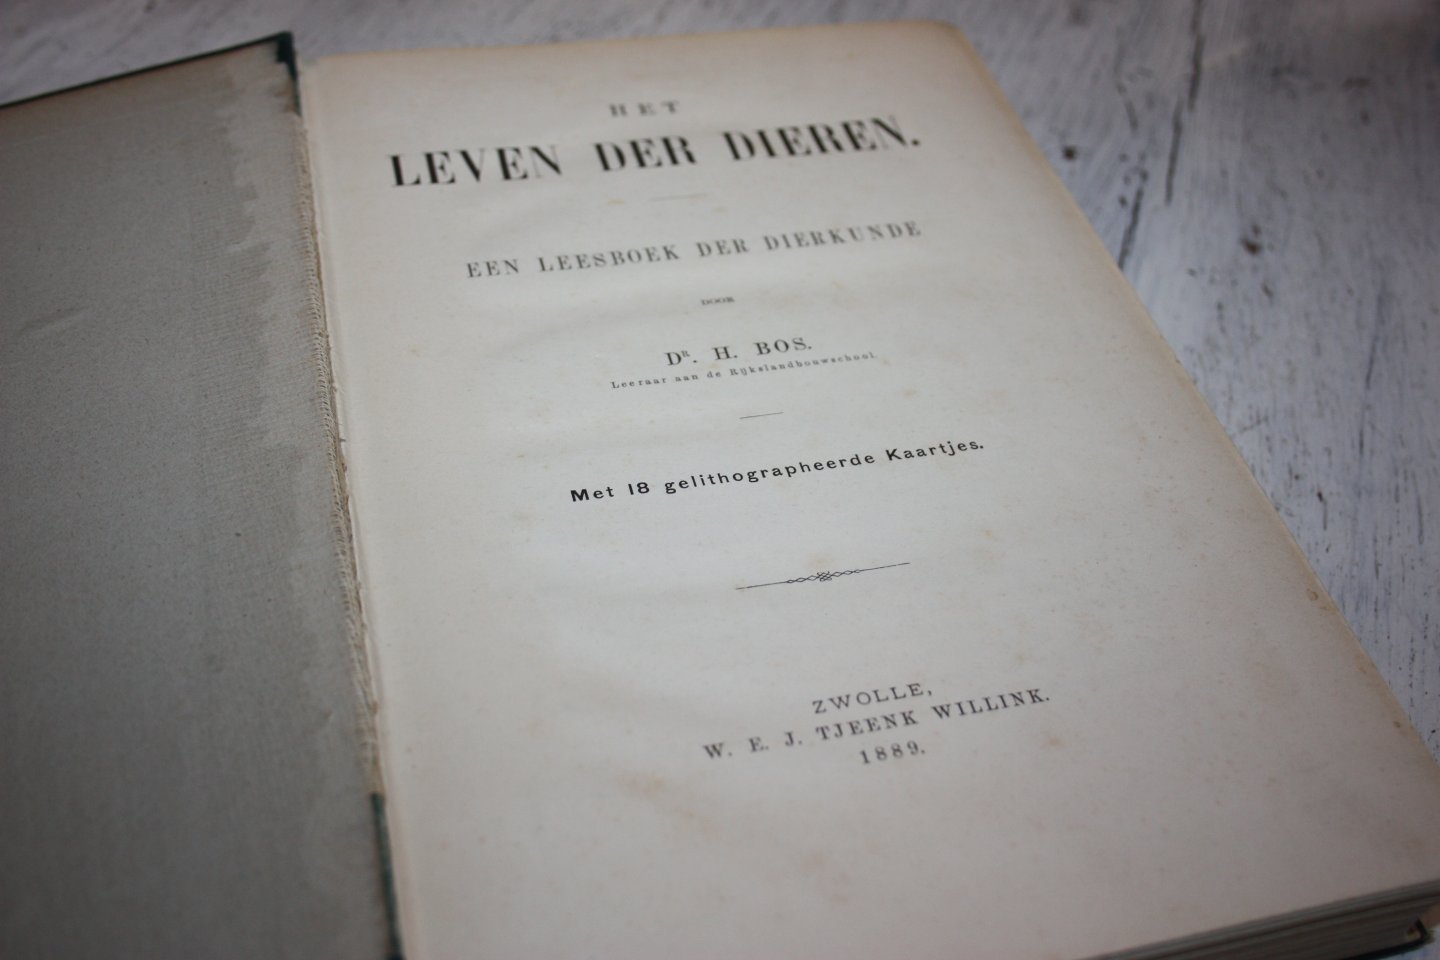 HET
LEVEN DER DIEREN.
EEN LEESBOEK DER DIERKUNDE
DOOR
DR. H. BOS.
Leeraar aan de Rijkslandbouwschool.
Met 18 gelithographeerde Kaartjes.
ZWOLLE,
W. E. J. TJEENK WILLINK.
1889.